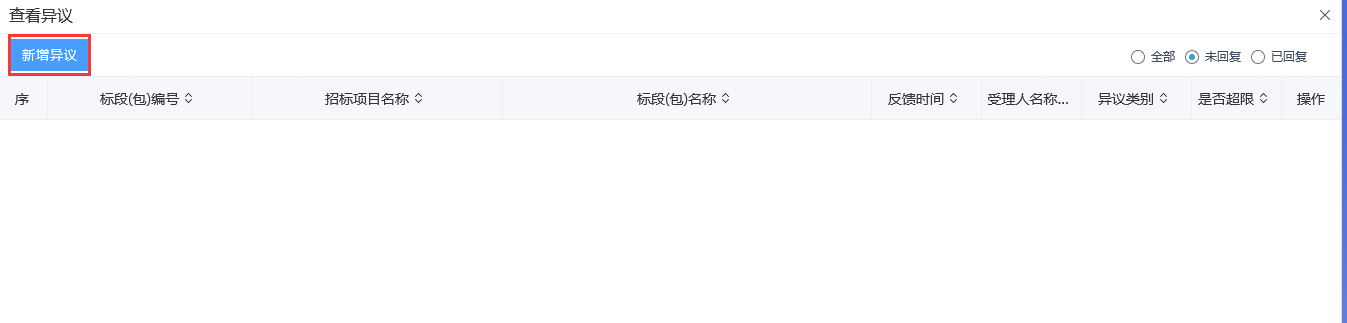 查看异议
新增异议
全部 未回复 已回复
序 标段(包)编号 招标项目名称 标段(包)名称 反馈时间 受理人名称... 异议类别 是否超限 操作